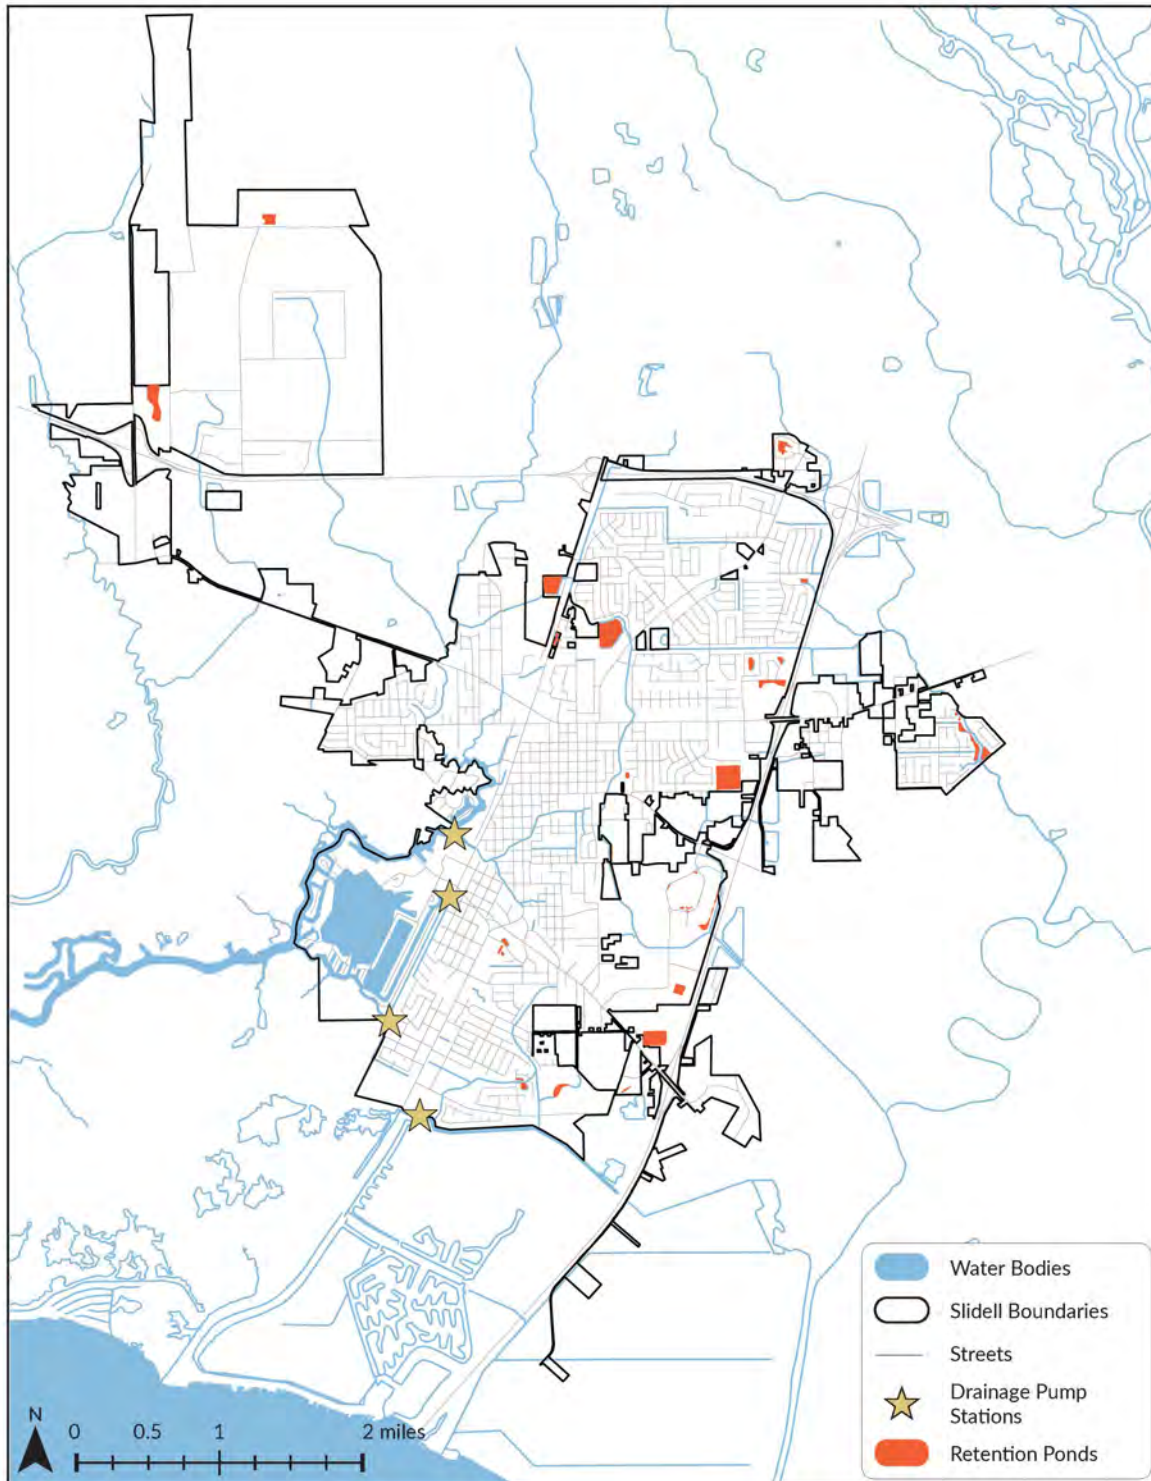 Water Bodies
Slidell Boundaries
Streets
Drainage Pump
Stations
Retention Ponds
N
0 0.5 1 2 miles